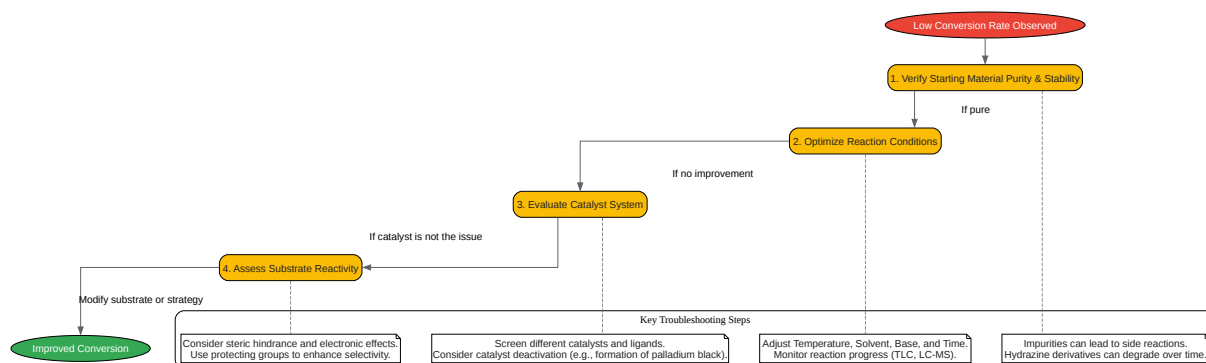 Low Conversion Rate Observed
1. Verify Starting Material Purity & Stability
If pure
2. Optimize Reaction Conditions
If no improvement
3. Evaluate Catalyst System
If catalyst is not the issue
4. Assess Substrate Reactivity
Modify substrate or strategy
Improved Conversion
Key Troubleshooting Steps
Consider steric hindrance and electronic effects.
Use protecting groups to enhance selectivity.
Screen different catalysts and ligands.
Consider catalyst deactivation (e.g., formation of palladium black).
Adjust Temperature, Solvent, Base, and Time.
Monitor reaction progress (TLC, LC-MS).
Impurities can lead to side reactions.
Hydrazine derivatives can degrade over time.